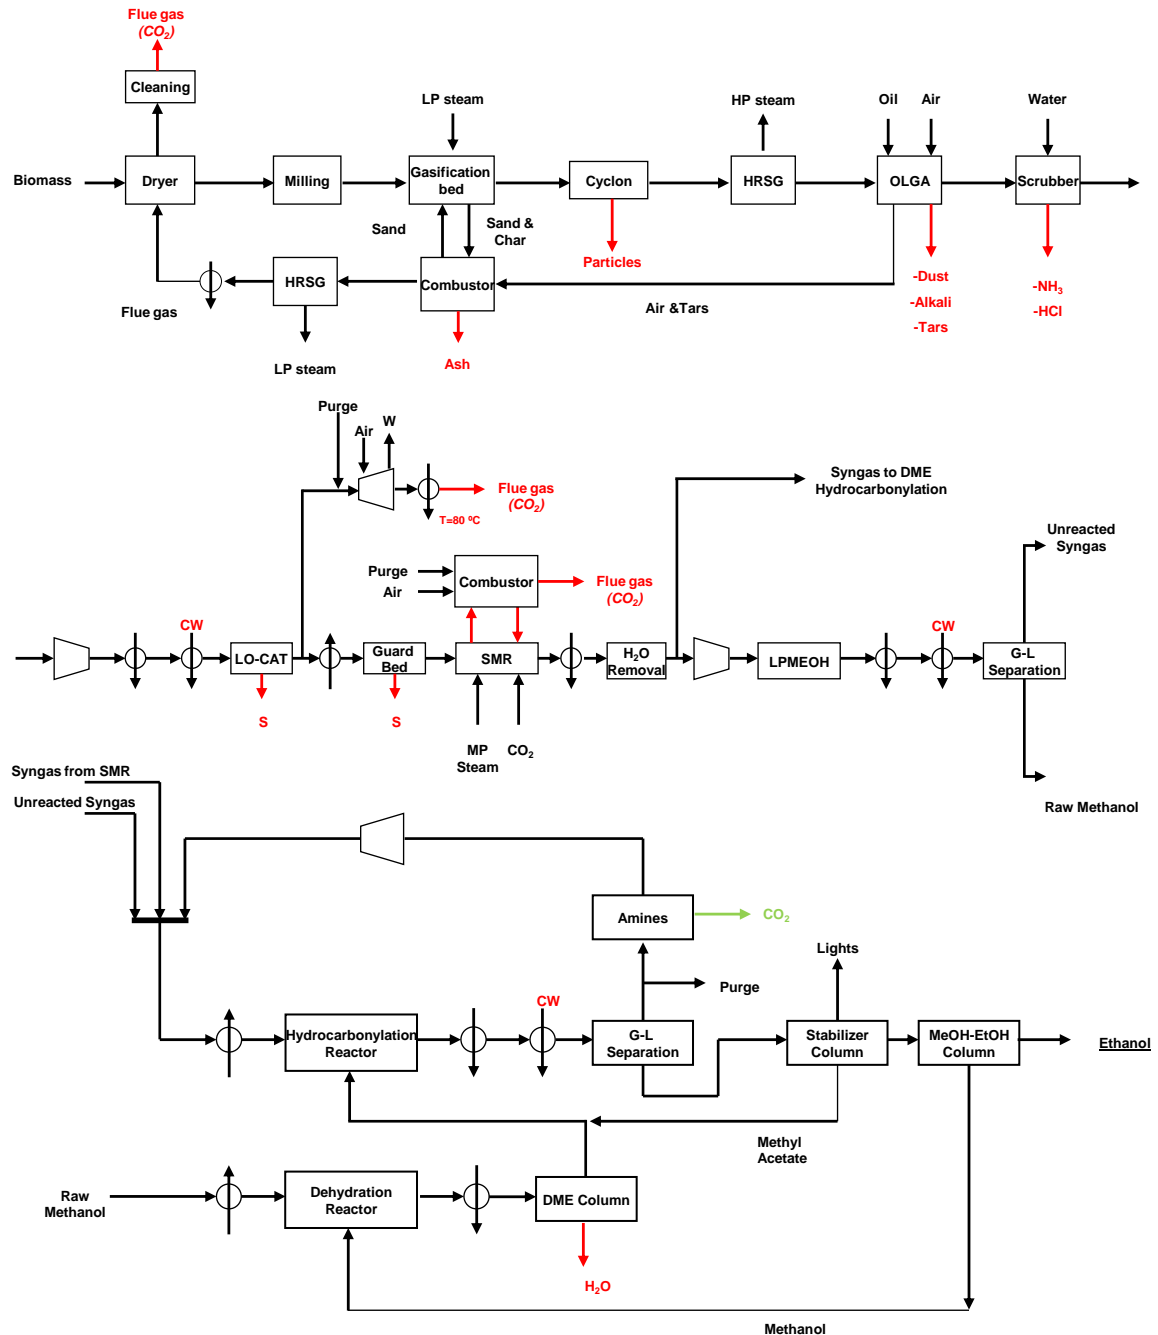 Flue gas
(CO₂)
Cleaning
LP steam
HP steam
Oil
Air
Water
Biomass
Dryer
Milling
Gasification
bed
Cyclon
HRSG
OLGA
Scrubber
Sand
Sand &
Char
Particles
-Dust
-Alkali
-Tars
-NH₃
-HCl
HRSG
Combustor
Air &Tars
Flue gas
LP steam
Ash
Purge
Air
W
Flue gas
(CO₂)
T=80 ºC
Syngas to DME
Hydrocarbonylation
Unreacted
Syngas
Purge
Air
Combustor
Flue gas
(CO₂)
CW
LO-CAT
Guard
Bed
SMR
H₂O
Removal
LPMEOH
CW
G-L
Separation
S
S
MP
Steam
CO₂
Raw Methanol
Syngas from SMR
Unreacted Syngas
Amines
CO₂
Lights
Purge
CW
Hydrocarbonylation
Reactor
G-L
Separation
Stabilizer
Column
MeOH-EtOH
Column
Ethanol
Methyl
Acetate
Raw
Methanol
Dehydration
Reactor
DME Column
H₂O
Methanol